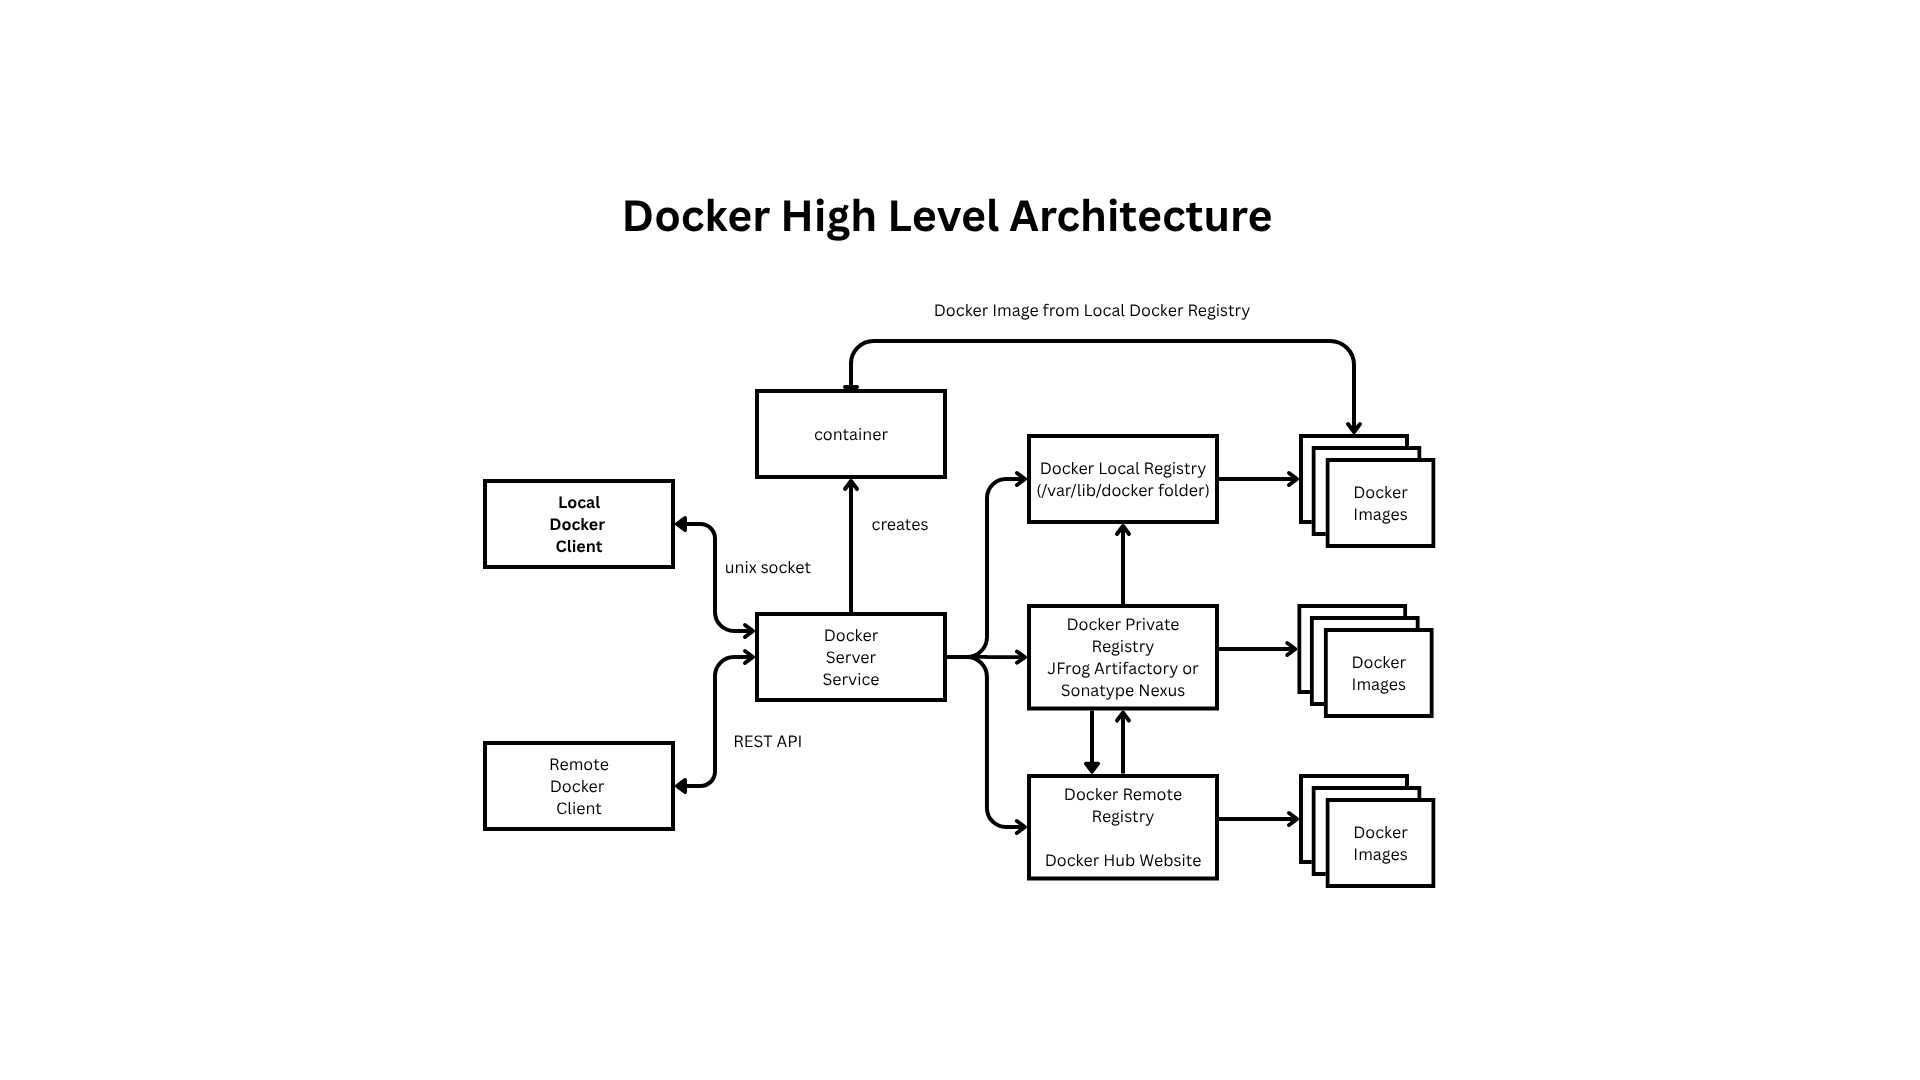 Docker High Level Architecture
Docker Image from Local Docker Registry
container
Docker Local Registry
(/var/lib/docker folder)
Docker
Images
Local
Docker
Client
creates
unix socket
Docker
Server
Service
Docker Private
Registry
JFrog Artifactory or
Sonatype Nexus
Docker
Images
REST API
Remote
Docker
Client
Docker Remote
Registry
Docker Hub Website
Docker
Images